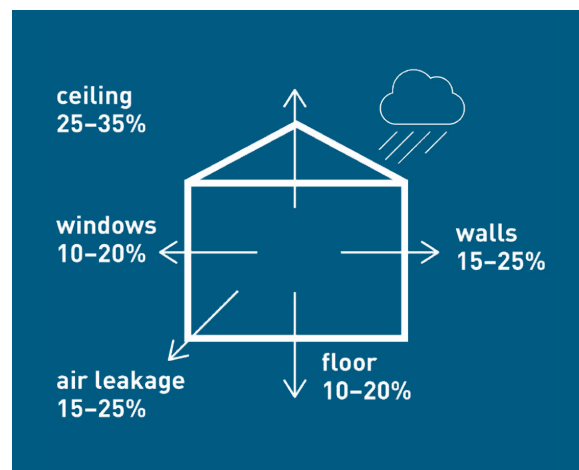 ceiling
25–35%
windows
10–20%
walls
15–25%
air leakage
15–25%
floor
10–20%